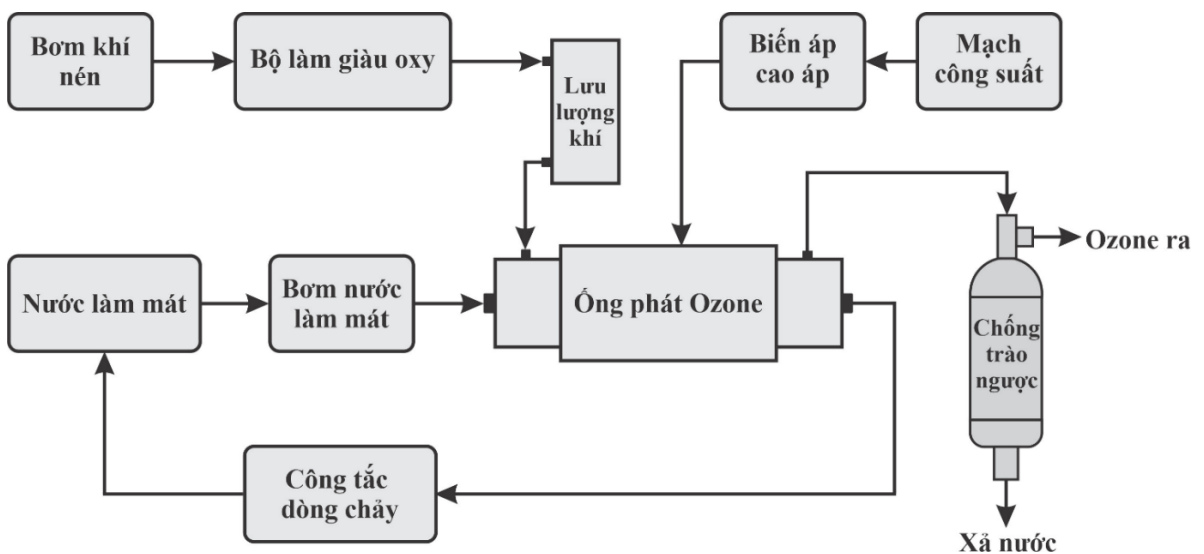 Bơm khí
nén
Bộ làm giàu oxy
Lưu
lượng
khí
Biến áp
cao áp
Mạch
công suất
Ozone ra
Nước làm mát
Bơm nước
làm mát
Ống phát Ozone
Chống
trào
ngược
Công tắc
dòng chảy
Xả nước